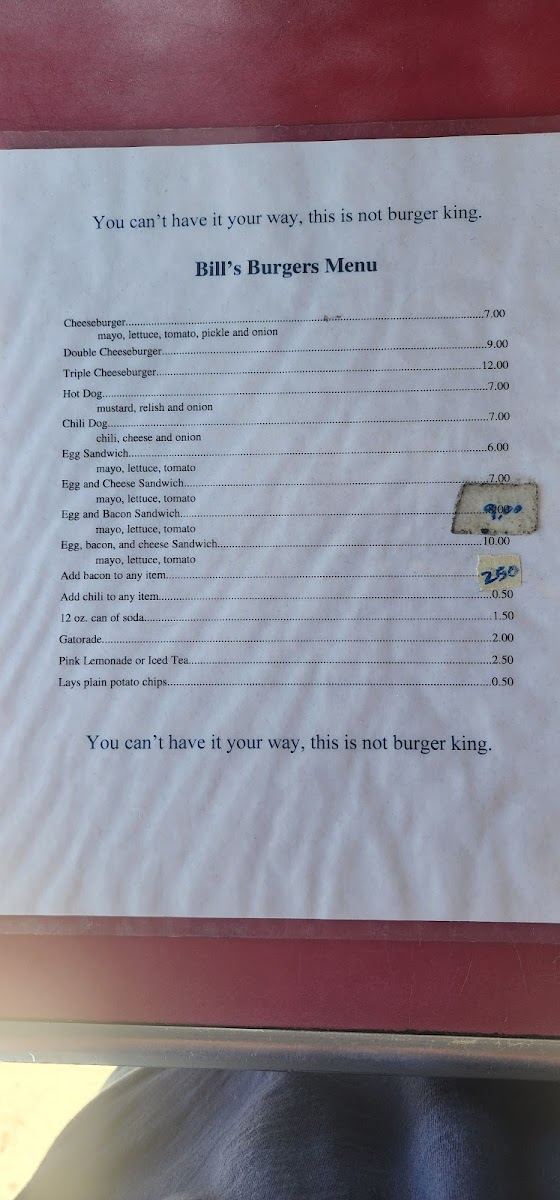 You can't have it your way, this is not burger king.
Bill's Burgers Menu
Cheeseburger..........7.00
mayo, lettuce, tomato, pickle and onion
Double Cheeseburger..........9.00
Triple Cheeseburger..........12.00
Hot Dog..........7.00
mustard, relish and onion
Chili Dog..........7.00
chili, cheese and onion
Egg Sandwich..........6.00
mayo, lettuce, tomato
Egg and Cheese Sandwich..........7.00
mayo, lettuce, tomato
Egg and Bacon Sandwich..........9,00
mayo, lettuce, tomato
Egg, bacon, and cheese Sandwich..........10.00
mayo, lettuce, tomato
Add bacon to any item..........250
Add chili to any item..........0.50
12 oz. can of soda..........1.50
Gatorade..........2.00
Pink Lemonade or Iced Tea..........2.50
Lays plain potato chips..........0.50
You can't have it your way, this is not burger king.